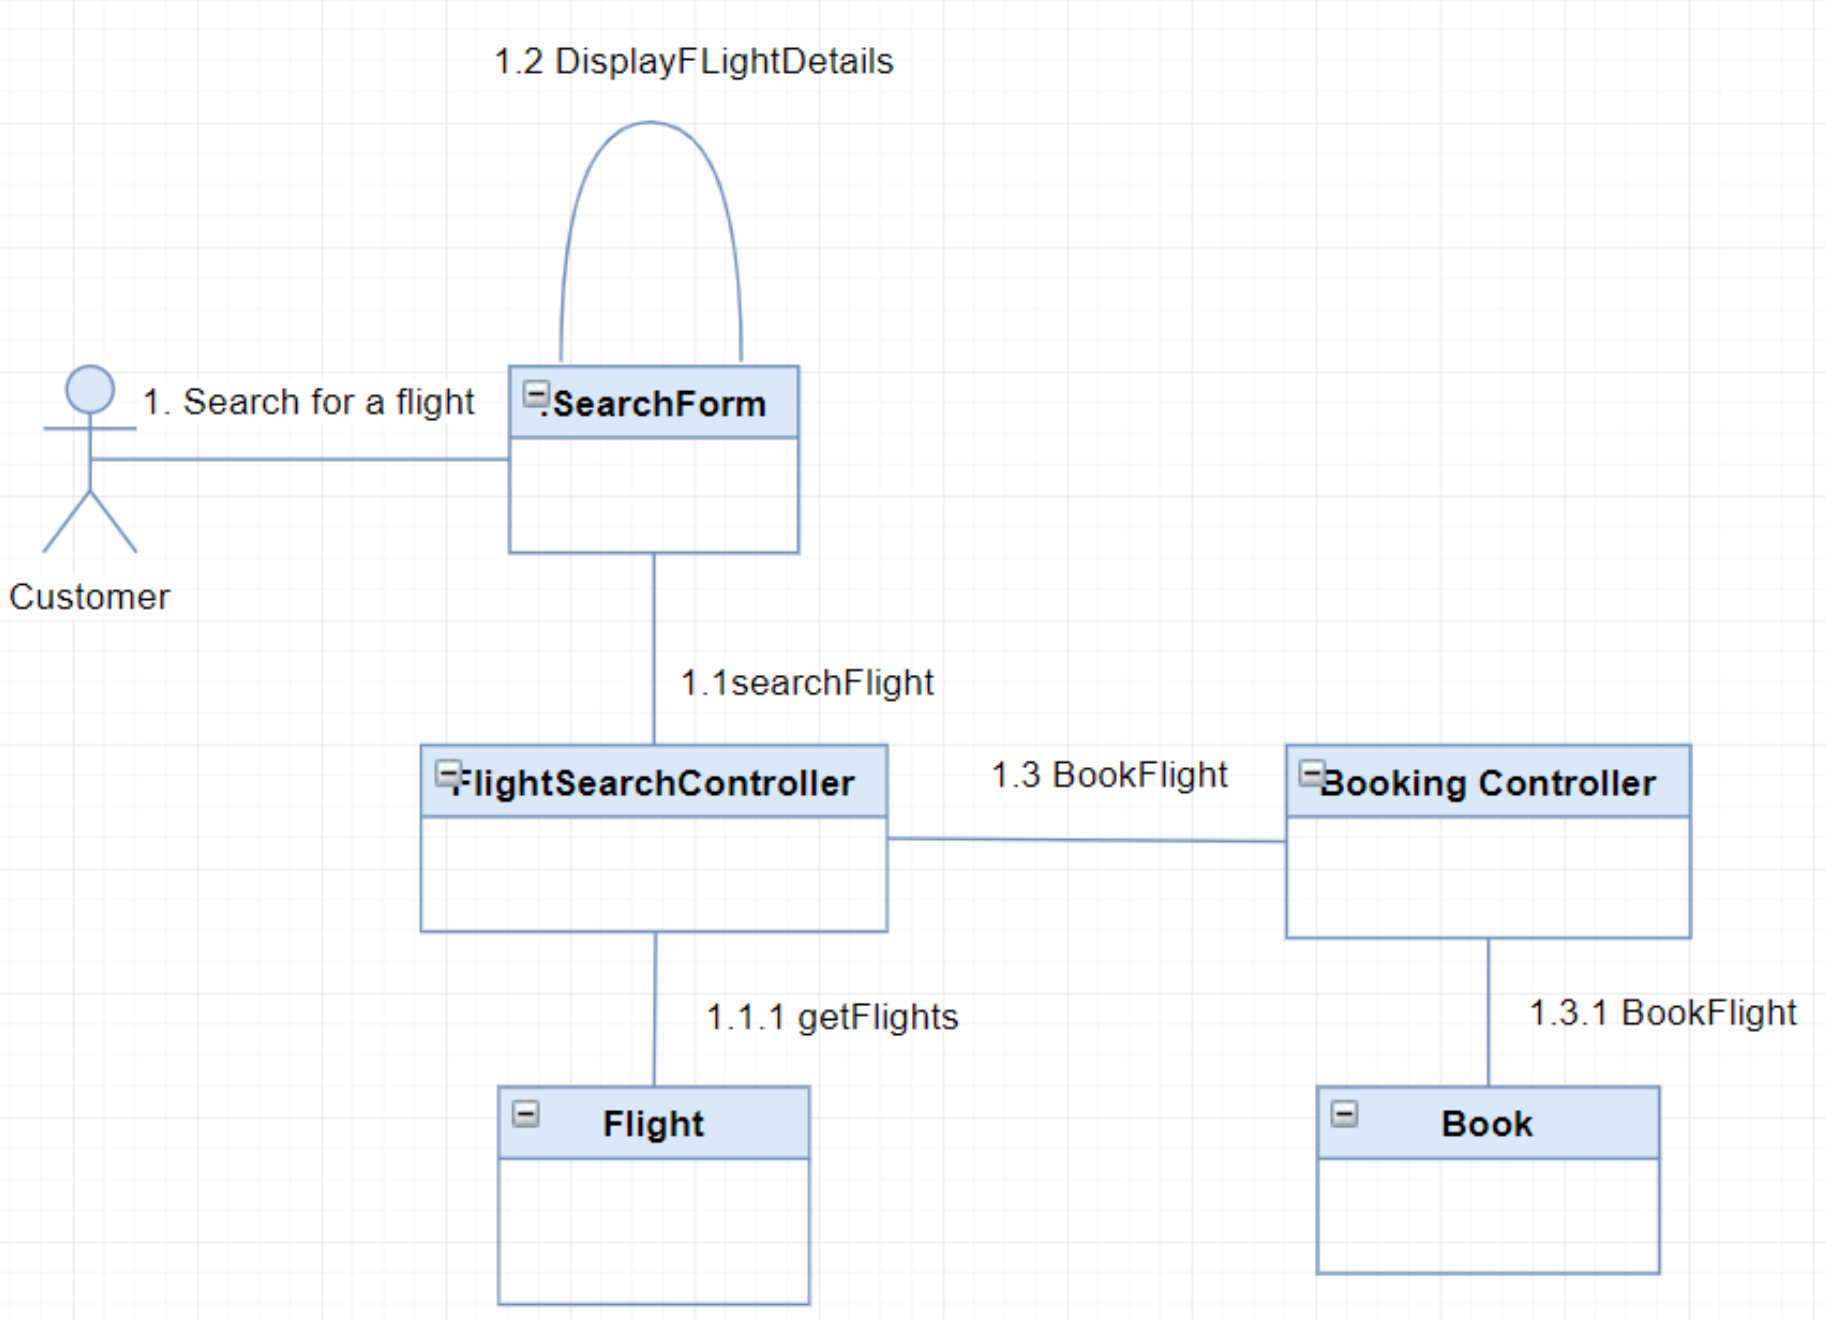 1.2 DisplayFLightDetails
1. Search for a flight
:SearchForm
Customer
1.1searchFlight
FlightSearchController
1.3 BookFlight
Booking Controller
1.1.1 getFlights
1.3.1 BookFlight
Flight
Book